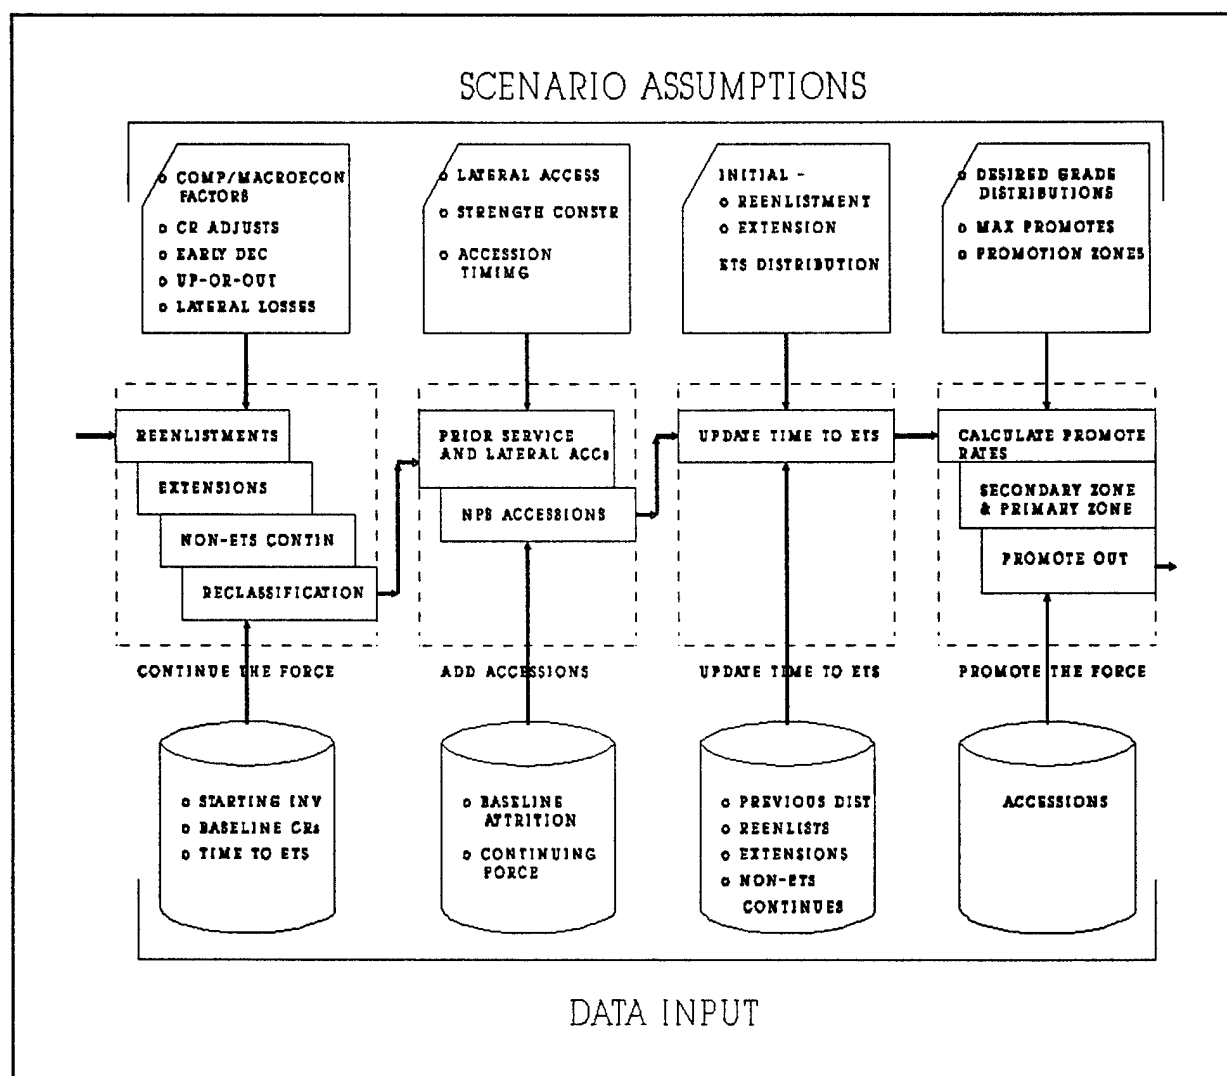 SCENARIO ASSUMPTIONS
o COMP/MACROECON
FACTORS
o CR ADJUSTS
o EARLY DEC
o UP-OR-OUT
o LATERAL LOSSES
o LATERAL ACCESS
o STRENGTH CONSTR
o ACCESSION
TIMIMG
INITIAL -
o REENLISTMENT
o EXTENSION
ETS DISTRIBUTION
o DESIRED GRADE
DISTRIBUTIONS
o MAX PROMOTES
o PROMOTION ZONES
REENLISTMENTS
EXTENSIONS
NON-ETS CONTIN
RECLASSIFICATION
CONTINUE THE FORCE
PRIOR SERVICE
AND LATERAL ACCs
NPS ACCESSIONS
ADD ACCESSIONS
UPDATE TIME TO ETS
UPDATE TIME TO ETS
CALCULATE PROMOTE
RATES
SECONDARY ZONE
& PRIMARY ZONE
PROMOTE OUT
PROMOTE THE FORCE
o STARTING INV
o BASELINE CRs
o TIME TO ETS
o BASELINE
ATTRITION
o CONTINUING
FORCE
o PREVIOUS DIST
o REENLISTS
o EXTENSIONS
o NON-ETS
CONTINUES
ACCESSIONS
DATA INPUT